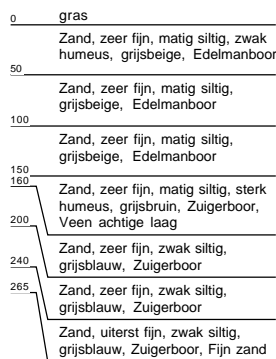 0 gras
Zand, zeer fijn, matig siltig, zwak
humeus, grijsbeige, Edelmanboor
50
Zand, zeer fijn, matig siltig,
grijsbeige, Edelmanboor
100
Zand, zeer fijn, matig siltig,
grijsbeige, Edelmanboor
150
160
Zand, zeer fijn, matig siltig, sterk
humeus, grijsbruin, Zuigerboor,
Veen achtige laag
200
Zand, zeer fijn, zwak siltig,
grijsblauw, Zuigerboor
240
Zand, zeer fijn, zwak siltig,
grijsblauw, Zuigerboor
265
Zand, uiterst fijn, zwak siltig,
grijsblauw, Zuigerboor, Fijn zand